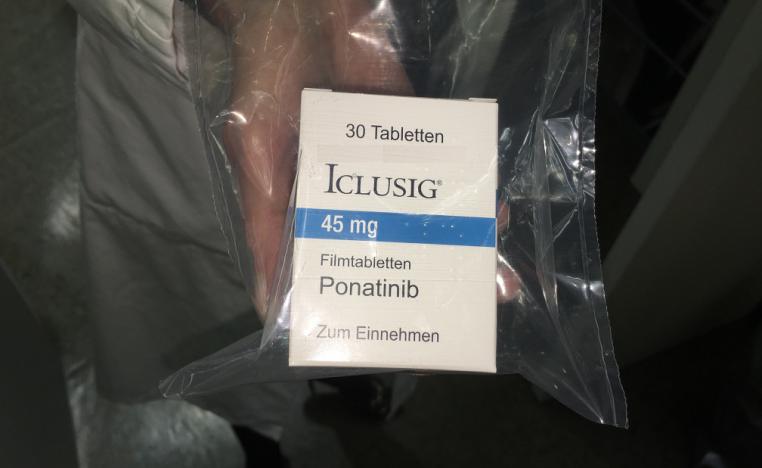 30 Tabletten
ICLUSIG®
45 mg
Filmtabletten
Ponatinib
Zum Einnehmen